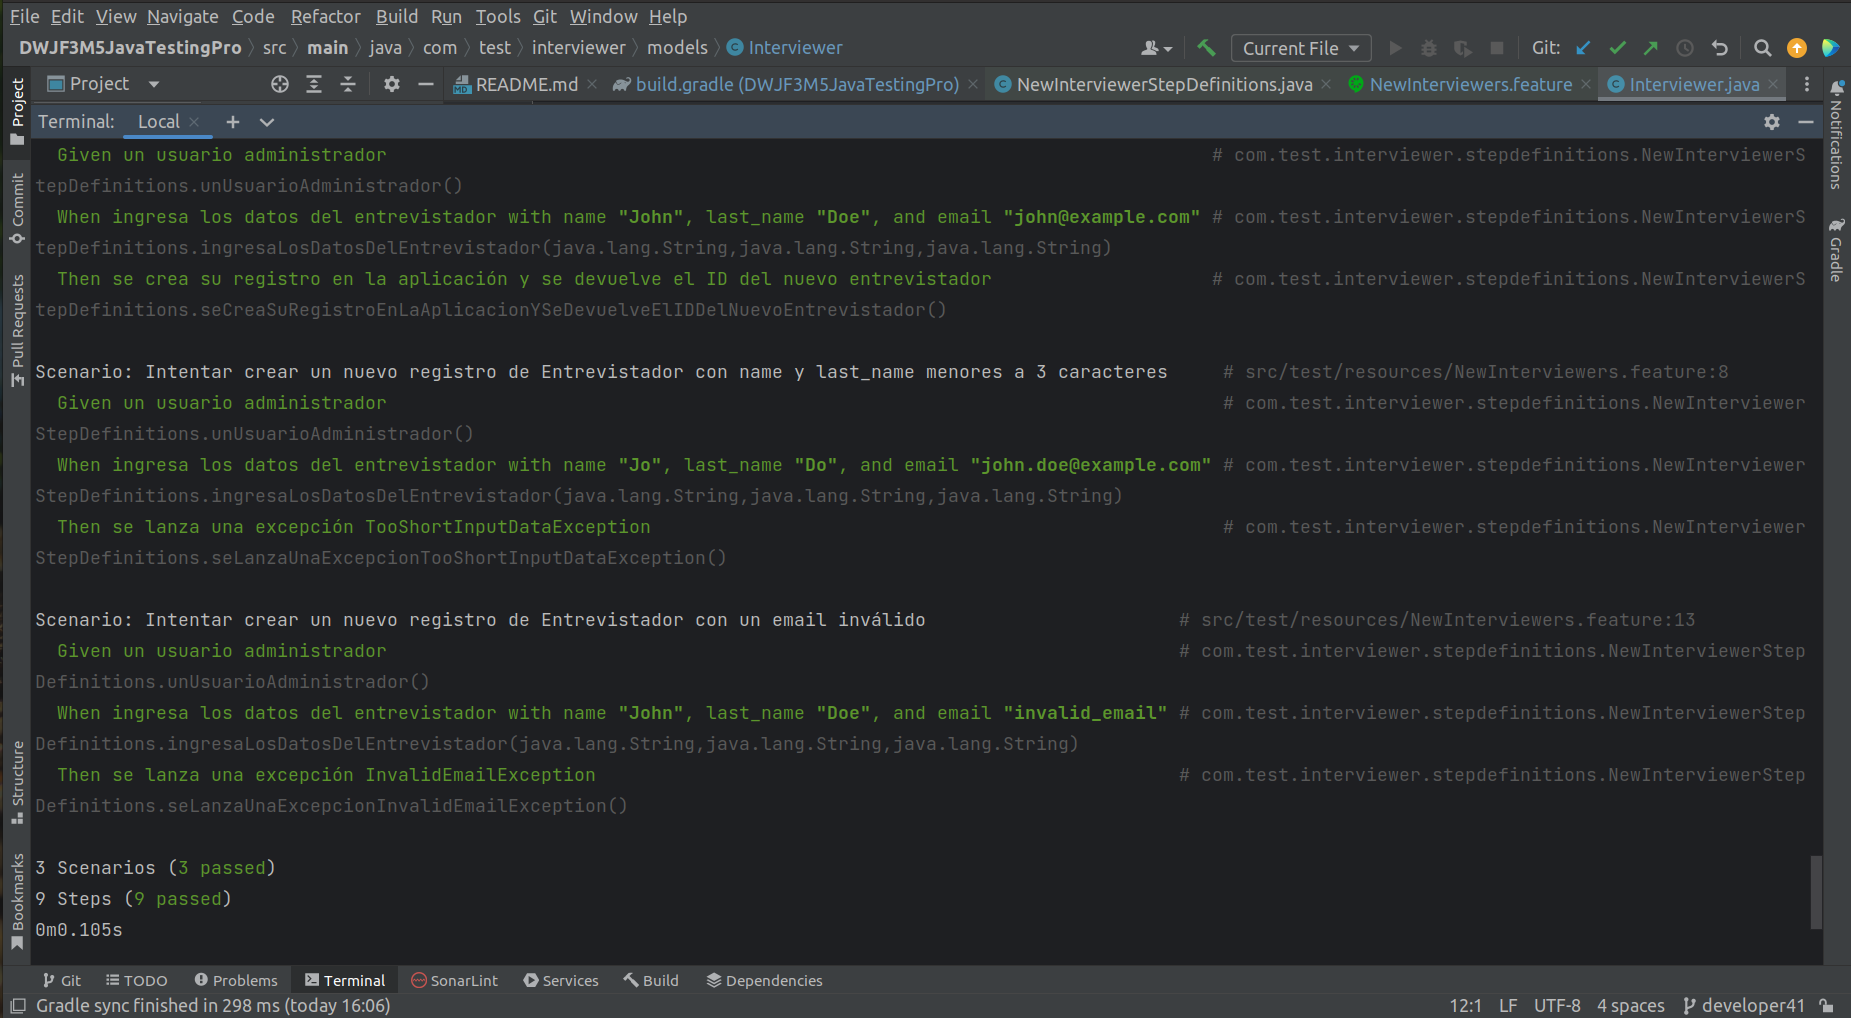 File Edit View Navigate Code Refactor Build Run Tools Git Window Help
DWJF3M5JavaTestingPro src main java com test interviewer models Interviewer
Current File Git:
Project README.md build.gradle (DWJF3M5JavaTestingPro) NewInterviewerStepDefinitions.java NewInterviewers.feature Interviewer.java
Terminal: Local
Given un usuario administrador # com.test.interviewer.stepdefinitions.NewInterviewerS
tepDefinitions.unUsuarioAdministrador()
When ingresa los datos del entrevistador with name "John", last_name "Doe", and email "john@example.com" # com.test.interviewer.stepdefinitions.NewInterviewerS
tepDefinitions.ingresaLosDatosDelEntrevistador(java.lang.String,java.lang.String,java.lang.String)
Then se crea su registro en la aplicación y se devuelve el ID del nuevo entrevistador # com.test.interviewer.stepdefinitions.NewInterviewerS
tepDefinitions.seCreaSuRegistroEnLaAplicacionYSeDevuelveElIDDelNuevoEntrevistador()
Scenario: Intentar crear un nuevo registro de Entrevistador con name y last_name menores a 3 caracteres # src/test/resources/NewInterviewers.feature:8
Given un usuario administrador # com.test.interviewer.stepdefinitions.NewInterviewer
StepDefinitions.unUsuarioAdministrador()
When ingresa los datos del entrevistador with name "Jo", last_name "Do", and email "john.doe@example.com" # com.test.interviewer.stepdefinitions.NewInterviewer
StepDefinitions.ingresaLosDatosDelEntrevistador(java.lang.String,java.lang.String,java.lang.String)
Then se lanza una excepción TooShortInputDataException # com.test.interviewer.stepdefinitions.NewInterviewer
StepDefinitions.seLanzaUnaExcepcionTooShortInputDataException()
Scenario: Intentar crear un nuevo registro de Entrevistador con un email inválido # src/test/resources/NewInterviewers.feature:13
Given un usuario administrador # com.test.interviewer.stepdefinitions.NewInterviewerStep
Definitions.unUsuarioAdministrador()
When ingresa los datos del entrevistador with name "John", last_name "Doe", and email "invalid_email" # com.test.interviewer.stepdefinitions.NewInterviewerStep
Definitions.ingresaLosDatosDelEntrevistador(java.lang.String,java.lang.String,java.lang.String)
Then se lanza una excepción InvalidEmailException # com.test.interviewer.stepdefinitions.NewInterviewerStep
Definitions.seLanzaUnaExcepcionInvalidEmailException()
3 Scenarios (3 passed)
9 Steps (9 passed)
0m0.105s
Project
Commit
Pull Requests
Structure
Bookmarks
Notifications
Gradle
Git TODO Problems Terminal SonarLint Services Build Dependencies
Gradle sync finished in 298 ms (today 16:06) 12:1 LF UTF-8 4 spaces developer41